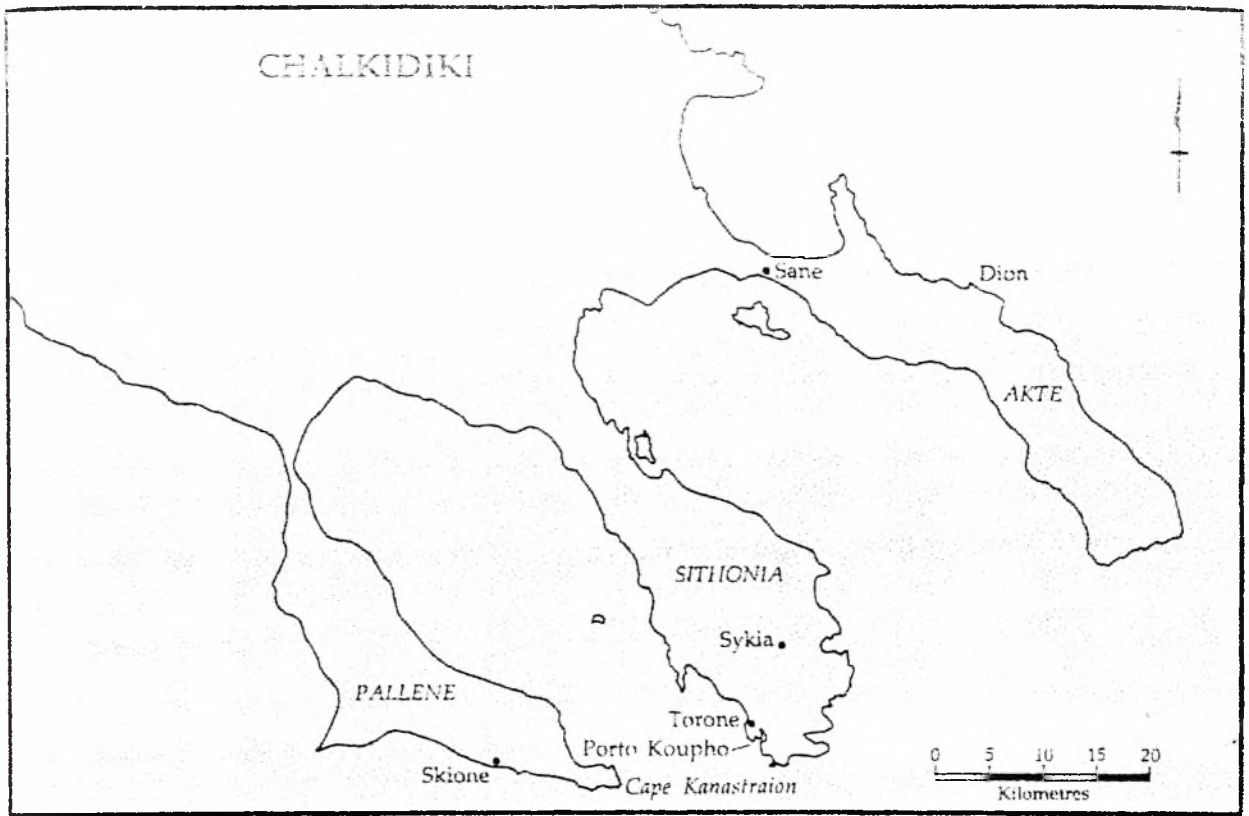 CHALKIDIKI
Sane
Dion
AKTE
SITHONIA
Sykia
PALLENE
Torone
Porto Koupho
Skione
Cape Kanastraion
0 5 10 15 20
Kilometres